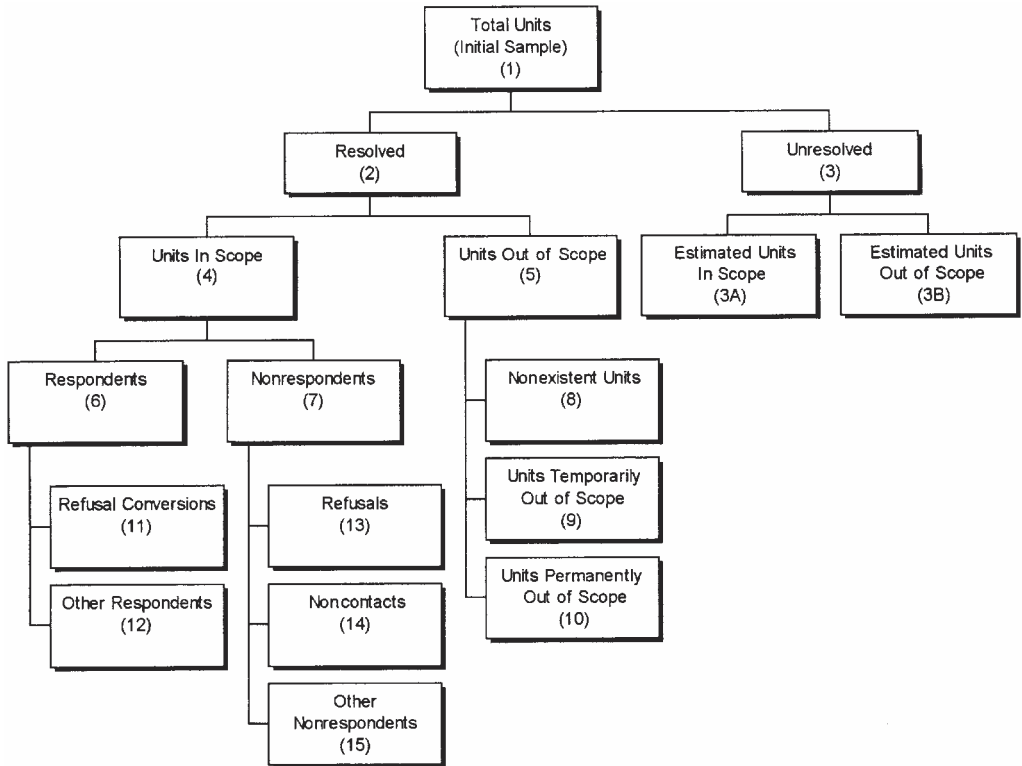 Total Units
(Initial Sample)
(1)
Resolved
(2)
Unresolved
(3)
Units In Scope
(4)
Units Out of Scope
(5)
Estimated Units
In Scope
(3A)
Estimated Units
Out of Scope
(3B)
Respondents
(6)
Nonrespondents
(7)
Nonexistent Units
(8)
Units Temporarily
Out of Scope
(9)
Units Permanently
Out of Scope
(10)
Refusal Conversions
(11)
Other Respondents
(12)
Refusals
(13)
Noncontacts
(14)
Other
Nonrespondents
(15)